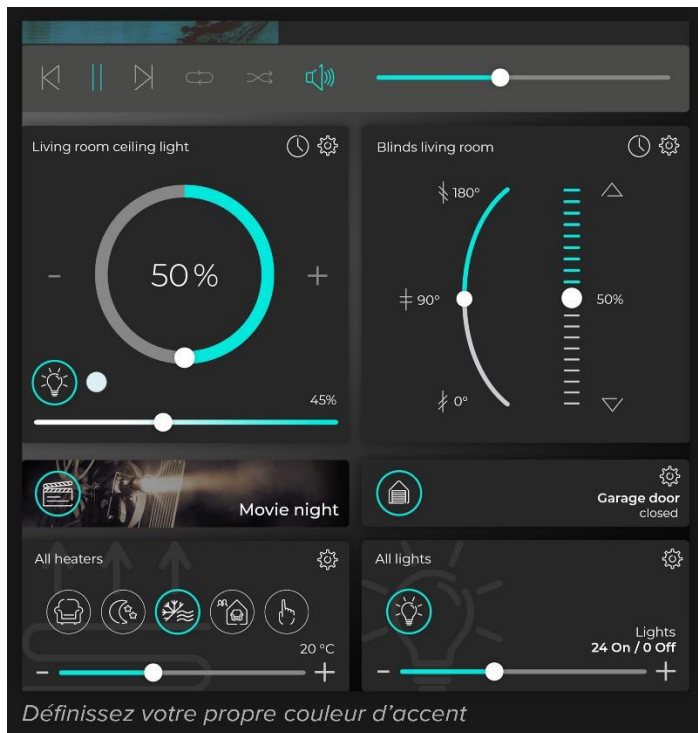 Living room ceiling light
Blinds living room
180°
- 50% +
90°
50%
45%
0°
Movie night
Garage door
closed
All heaters
All lights
20 °C
Lights
24 On / 0 Off
- +
- +
Définissez votre propre couleur d'accent